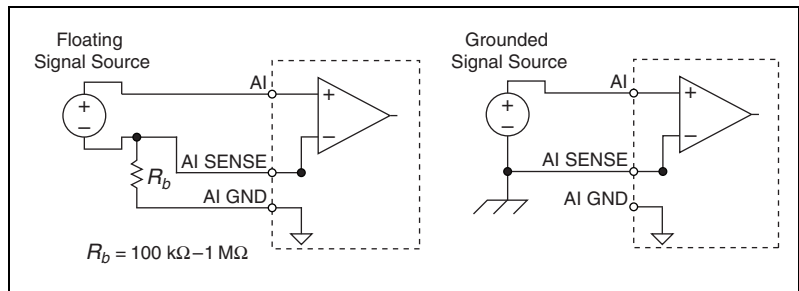 Floating
Signal Source
+
−
AI
+
−
AI SENSE
R_b
AI GND
R_b = 100 kΩ–1 MΩ
Grounded
Signal Source
+
−
AI
+
−
AI SENSE
AI GND